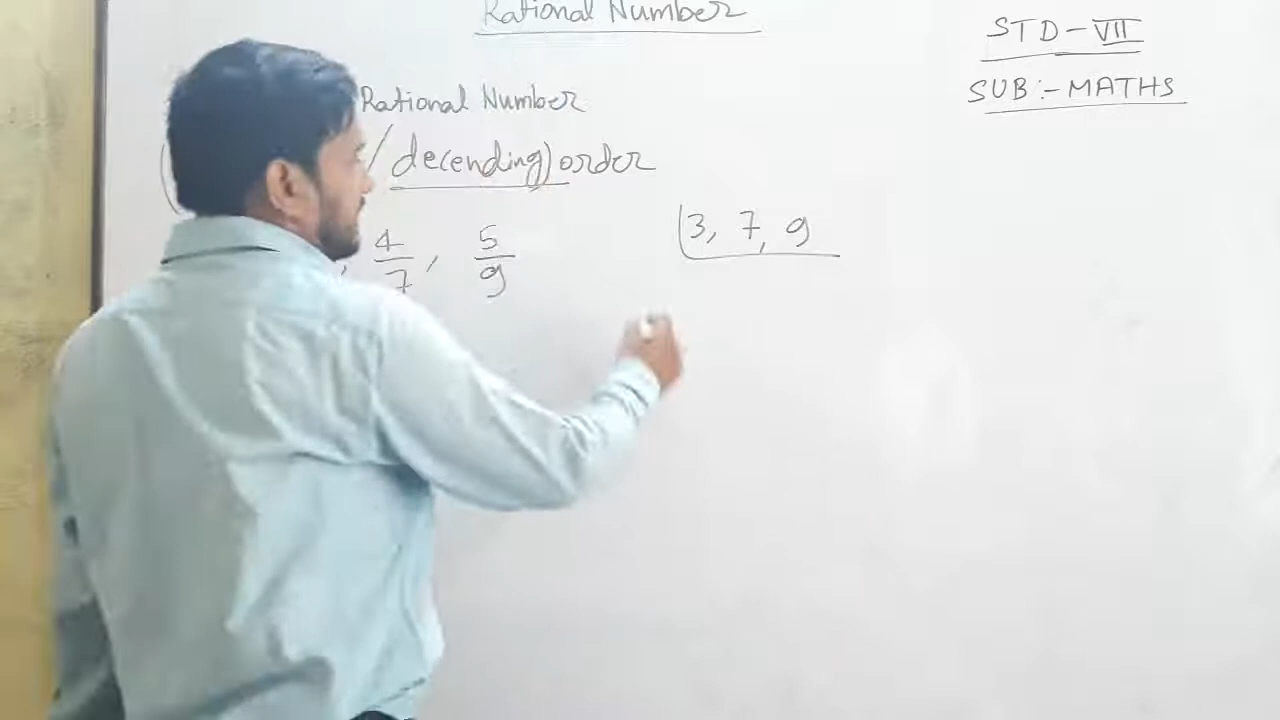 Rational Number
STD - VII
SUB :- MATHS
Rational Number
( / decending) order
, 4/7, 5/9
3, 7, 9